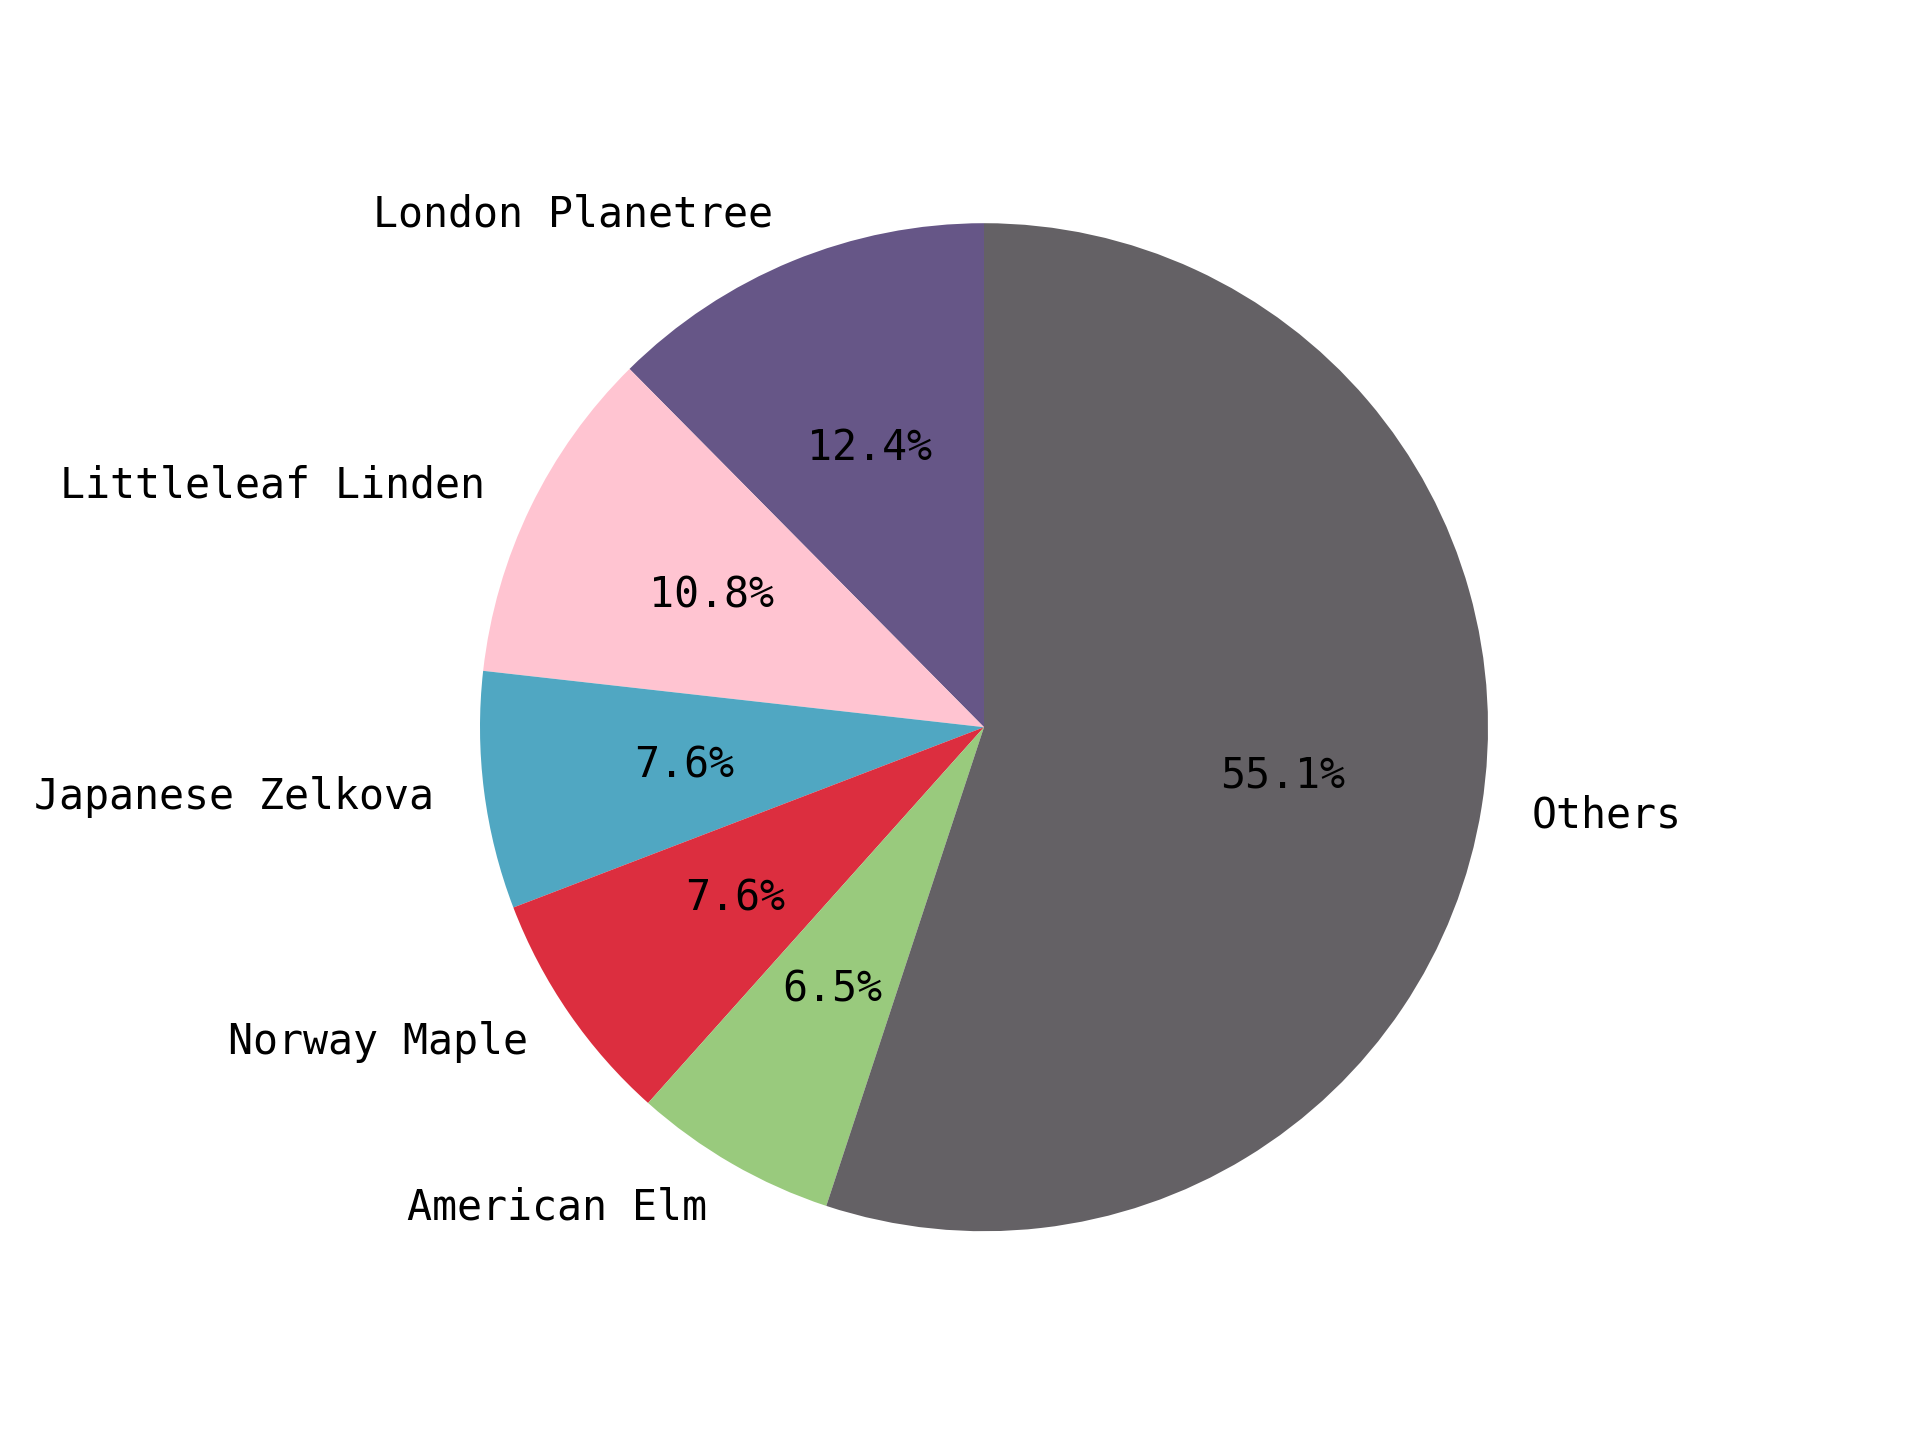 London Planetree
12.4%
Littleleaf Linden
10.8%
7.6%
Japanese Zelkova
55.1%
Others
7.6%
6.5%
Norway Maple
American Elm